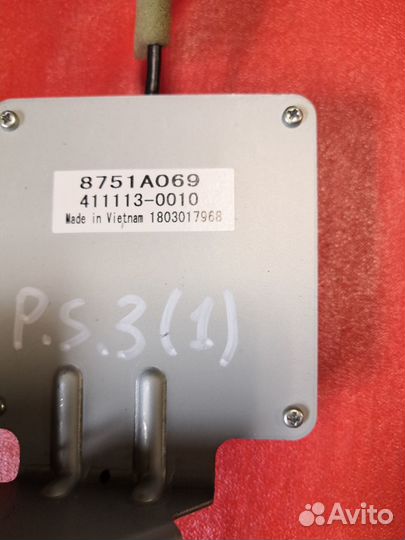 8751A069
411113-0010
Made in Vietnam 1803017968
P.S.3(1)
Avito